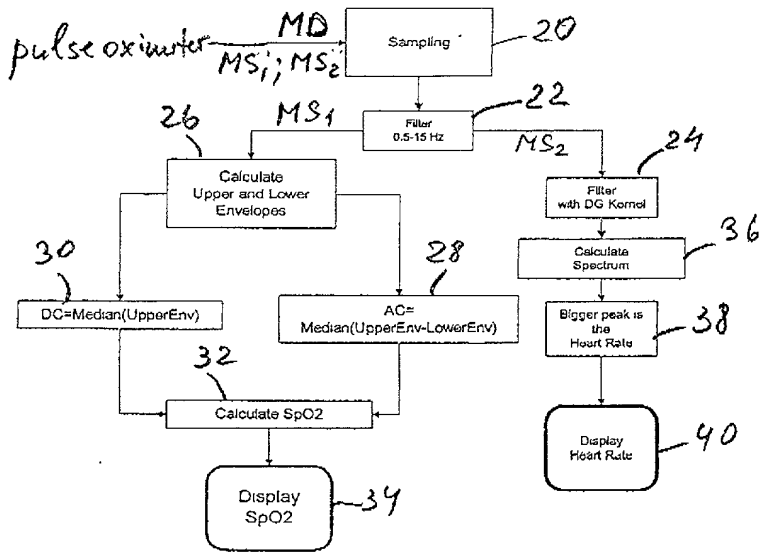 pulse oximeter
MD
MS₁; MS₂
Sampling
20
22
Filter
0.5-15 Hz
MS₁
MS₂
26
Calculate
Upper and Lower
Envelopes
24
Filter
with DG Kernel
36
Calculate
Spectrum
30
DC=Median(UpperEnv)
28
AC=
Median(UpperEnv-LowerEnv)
Bigger peak is
the
Heart Rate
38
32
Calculate SpO2
Display
SpO2
34
Display
Heart Rate
40